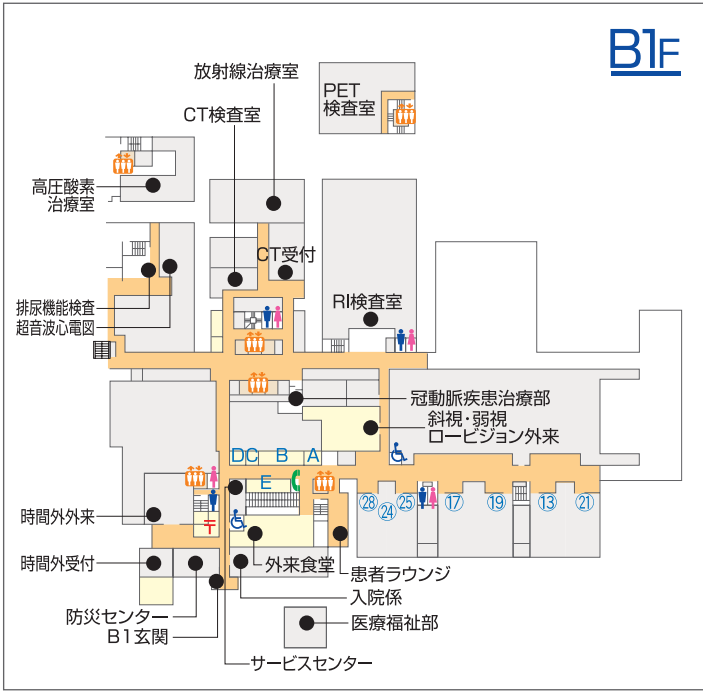 B1F
放射線治療室
PET
検査室
CT検査室
高圧酸素
治療室
CT受付
排尿機能検査
超音波心電図
RI検査室
冠動脈疾患治療部
斜視・弱視
ロービジョン外来
DC B A
E
28 24 25 17 19 13 21
時間外外来
〒
時間外受付
外来食堂
患者ラウンジ
防災センター
入院係
B1玄関
医療福祉部
サービスセンター